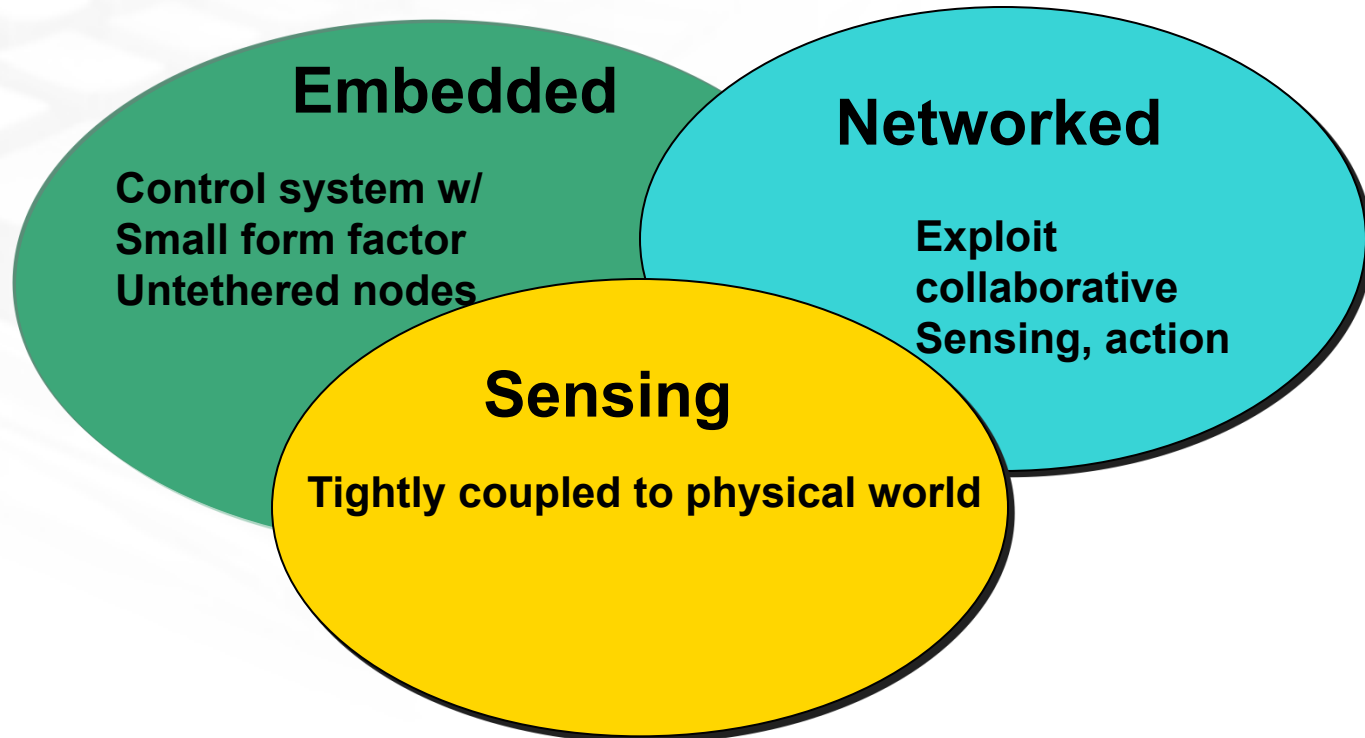 Embedded
Control system w/
Small form factor
Untethered nodes
Networked
Exploit
collaborative
Sensing, action
Sensing
Tightly coupled to physical world